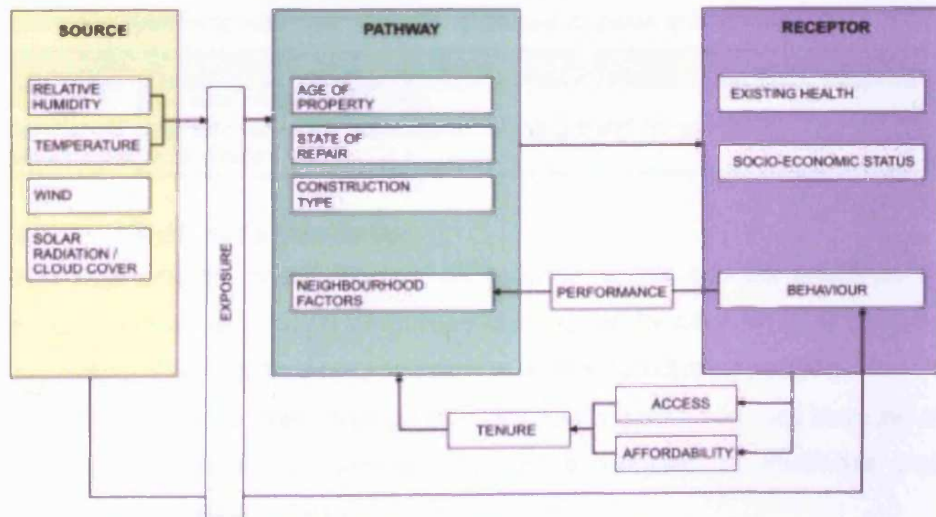 SOURCE
RELATIVE
HUMIDITY
TEMPERATURE
WIND
SOLAR
RADIATION /
CLOUD COVER
EXPOSURE
PATHWAY
AGE OF
PROPERTY
STATE OF
REPAIR
CONSTRUCTION
TYPE
NEIGHBOURHOOD
FACTORS
PERFORMANCE
RECEPTOR
EXISTING HEALTH
SOCIO-ECONOMIC STATUS
BEHAVIOUR
ACCESS
TENURE
AFFORDABILITY